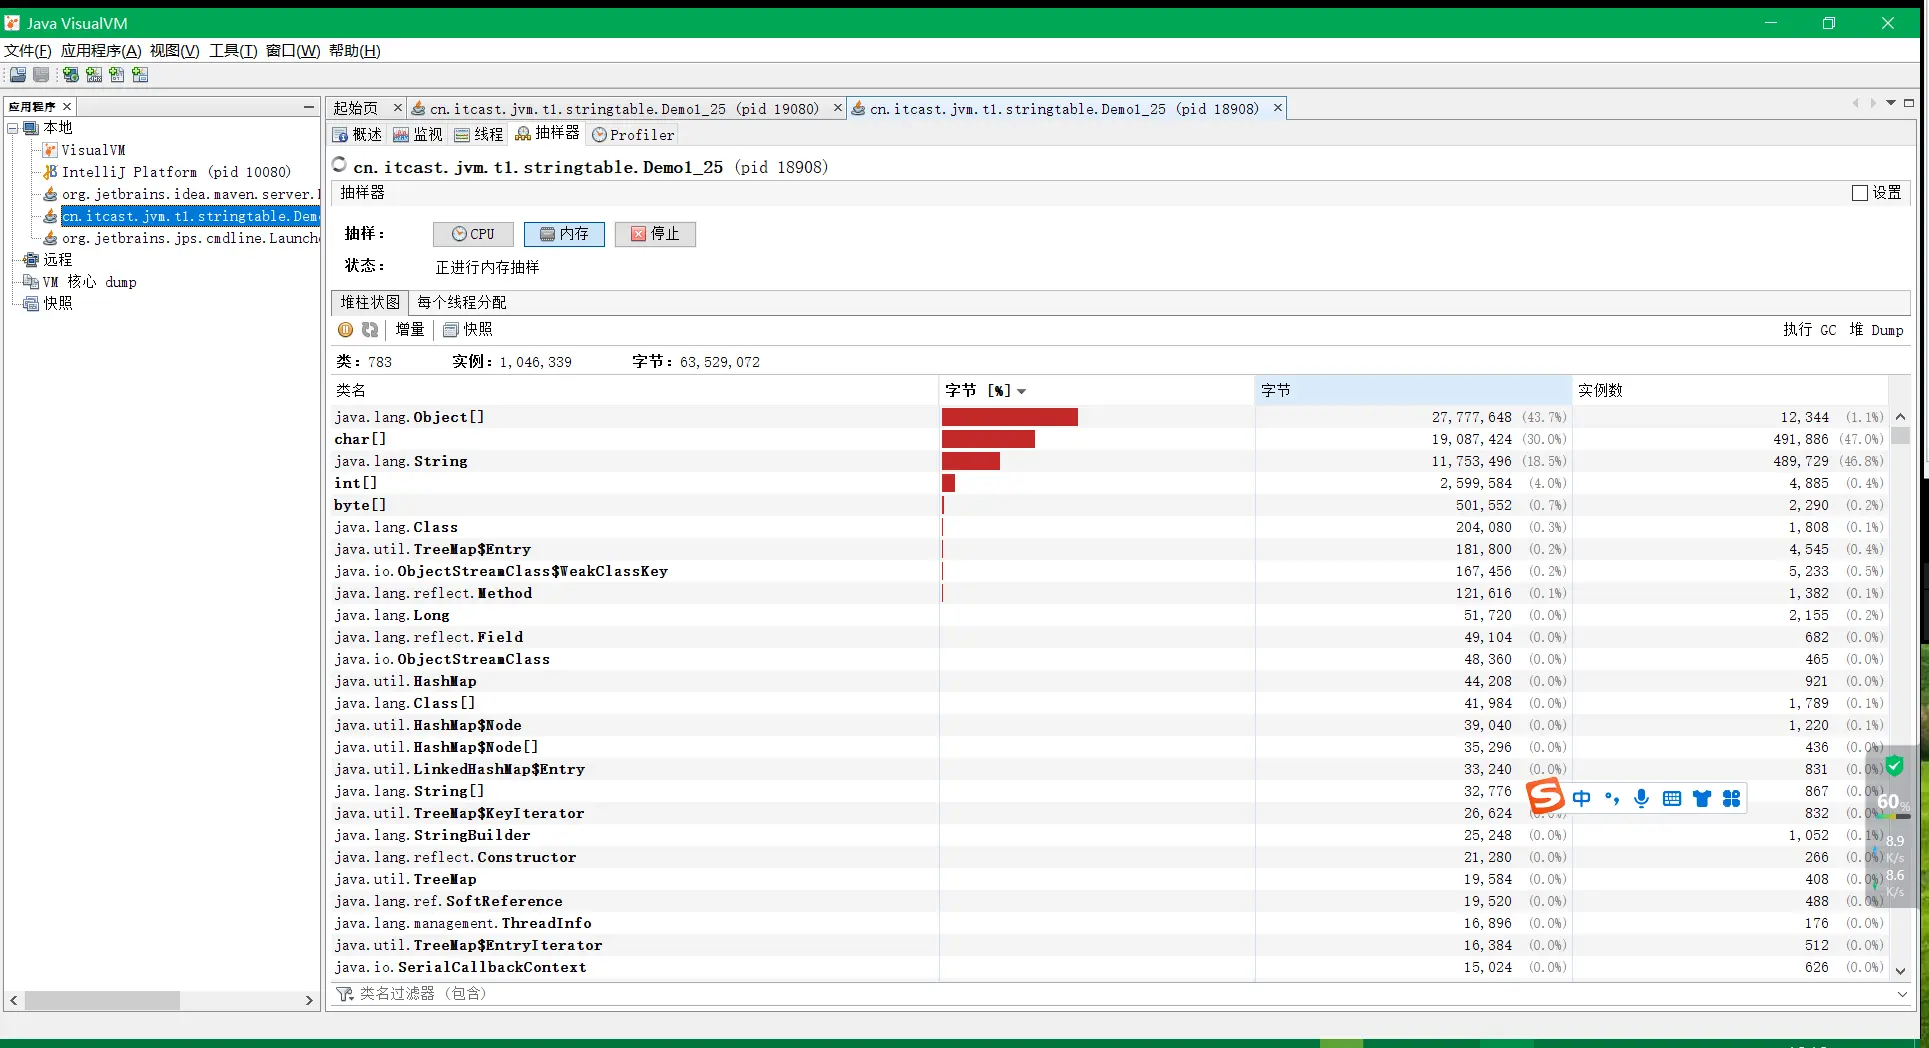 Java VisualVM
文件(F) 应用程序(A) 视图(V) 工具(T) 窗口(W) 帮助(H)
应用程序
本地
VisualVM
IntelliJ Platform (pid 10080)
org.jetbrains.idea.maven.server.
cn.itcast.jvm.t1.stringtable.Demo
org.jetbrains.jps.cmdline.Launche
远程
VM 核心 dump
快照
起始页 cn.itcast.jvm.t1.stringtable.Demo1_25 (pid 19080) cn.itcast.jvm.t1.stringtable.Demo1_25 (pid 18908)
概述 监视 线程 抽样器 Profiler
cn.itcast.jvm.t1.stringtable.Demo1_25 (pid 18908)
抽样器 设置
抽样： CPU 内存 停止
状态： 正进行内存抽样
堆柱状图 每个线程分配
增量 快照 执行 GC 堆 Dump
类：783 实例：1,046,339 字节：63,529,072
类名 字节 [%] 字节 实例数
java.lang.Object[] 27,777,648 (43.7%) 12,344 (1.1%)
char[] 19,087,424 (30.0%) 491,886 (47.0%)
java.lang.String 11,753,496 (18.5%) 489,729 (46.8%)
int[] 2,599,584 (4.0%) 4,885 (0.4%)
byte[] 501,552 (0.7%) 2,290 (0.2%)
java.lang.Class 204,080 (0.3%) 1,808 (0.1%)
java.util.TreeMap$Entry 181,800 (0.2%) 4,545 (0.4%)
java.io.ObjectStreamClass$WeakClassKey 167,456 (0.2%) 5,233 (0.5%)
java.lang.reflect.Method 121,616 (0.1%) 1,382 (0.1%)
java.lang.Long 51,720 (0.0%) 2,155 (0.2%)
java.lang.reflect.Field 49,104 (0.0%) 682 (0.0%)
java.io.ObjectStreamClass 48,360 (0.0%) 465 (0.0%)
java.util.HashMap 44,208 (0.0%) 921 (0.0%)
java.lang.Class[] 41,984 (0.0%) 1,789 (0.1%)
java.util.HashMap$Node 39,040 (0.0%) 1,220 (0.1%)
java.util.HashMap$Node[] 35,296 (0.0%) 436 (0.0%)
java.util.LinkedHashMap$Entry 33,240 (0.0%) 831 (0.0%)
java.lang.String[] 32,776 867 (0.0%)
java.util.TreeMap$KeyIterator 26,624 (0.0%) 832 (0.0%)
java.lang.StringBuilder 25,248 (0.0%) 1,052 (0.1%)
java.lang.reflect.Constructor 21,280 (0.0%) 266 (0.0%)
java.util.TreeMap 19,584 (0.0%) 408 (0.0%)
java.lang.ref.SoftReference 19,520 (0.0%) 488 (0.0%)
java.lang.management.ThreadInfo 16,896 (0.0%) 176 (0.0%)
java.util.TreeMap$EntryIterator 16,384 (0.0%) 512 (0.0%)
java.io.SerialCallbackContext 15,024 (0.0%) 626 (0.0%)
类名过滤器 （包含）
S 中
60%
8.9
K/s
8.6
K/s